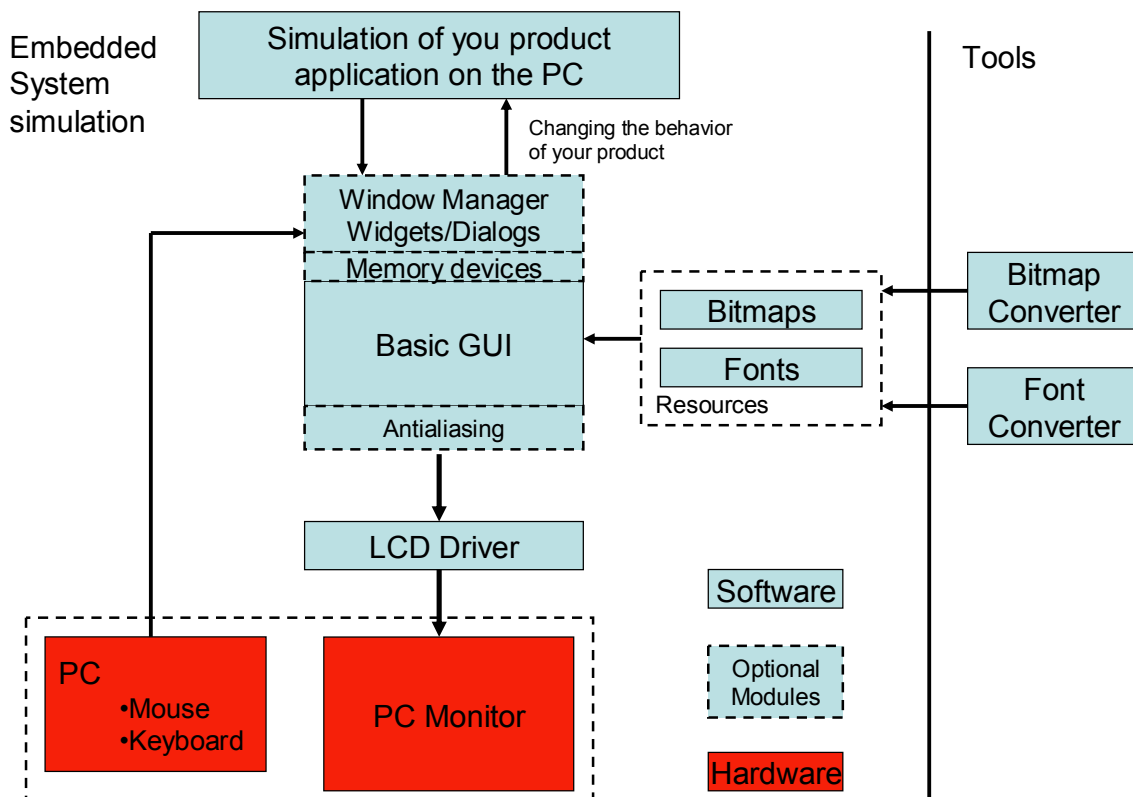 Embedded
System
simulation
Simulation of you product
application on the PC
Tools
Changing the behavior
of your product
Window Manager
Widgets/Dialogs
Memory devices
Basic GUI
Antialiasing
Bitmaps
Fonts
Resources
Bitmap
Converter
Font
Converter
LCD Driver
PC
•Mouse
•Keyboard
PC Monitor
Software
Optional
Modules
Hardware